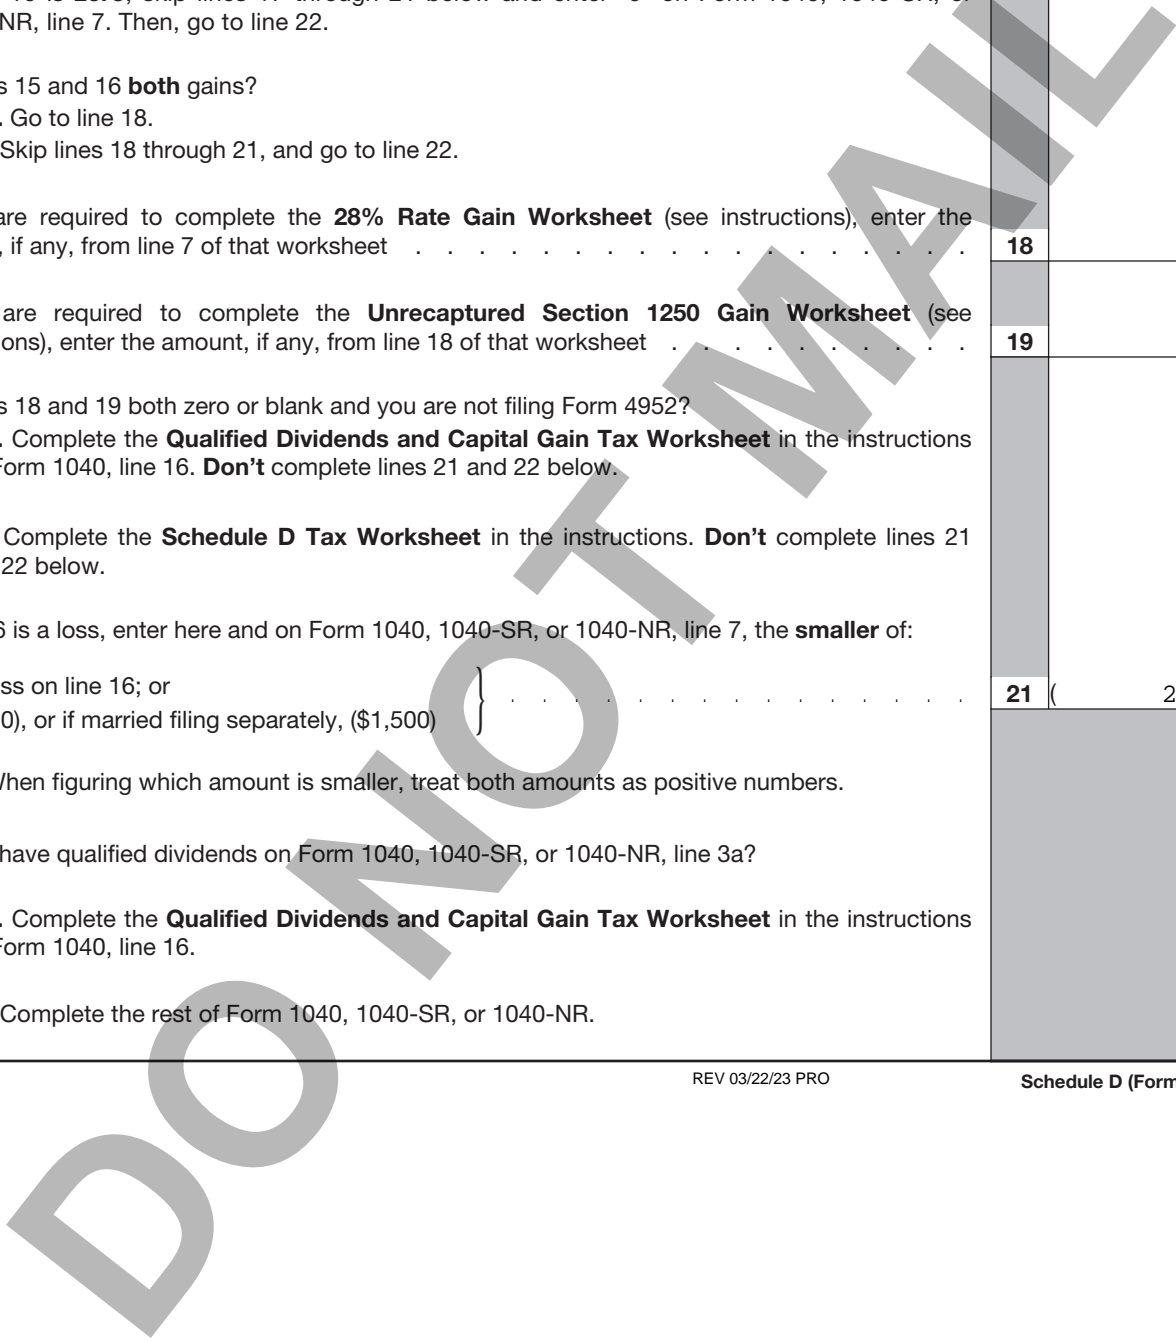 NR, line 7. Then, go to line 22.
s 15 and 16 both gains?
. Go to line 18.
Skip lines 18 through 21, and go to line 22.
are required to complete the 28% Rate Gain Worksheet (see instructions), enter the
, if any, from line 7 of that worksheet . . . . . . . . . . . . . . . . . . 18
are required to complete the Unrecaptured Section 1250 Gain Worksheet (see
ons), enter the amount, if any, from line 18 of that worksheet . . . . . . . . . . 19
s 18 and 19 both zero or blank and you are not filing Form 4952?
. Complete the Qualified Dividends and Capital Gain Tax Worksheet in the instructions
Form 1040, line 16. Don't complete lines 21 and 22 below.
Complete the Schedule D Tax Worksheet in the instructions. Don't complete lines 21
22 below.
6 is a loss, enter here and on Form 1040, 1040-SR, or 1040-NR, line 7, the smaller of:
ss on line 16; or
. . . . . . . . . . . . . . . 21 ( 2
0), or if married filing separately, ($1,500)
When figuring which amount is smaller, treat both amounts as positive numbers.
have qualified dividends on Form 1040, 1040-SR, or 1040-NR, line 3a?
. Complete the Qualified Dividends and Capital Gain Tax Worksheet in the instructions
Form 1040, line 16.
Complete the rest of Form 1040, 1040-SR, or 1040-NR.
REV 03/22/23 PRO Schedule D (Form
DO NOT MAIL